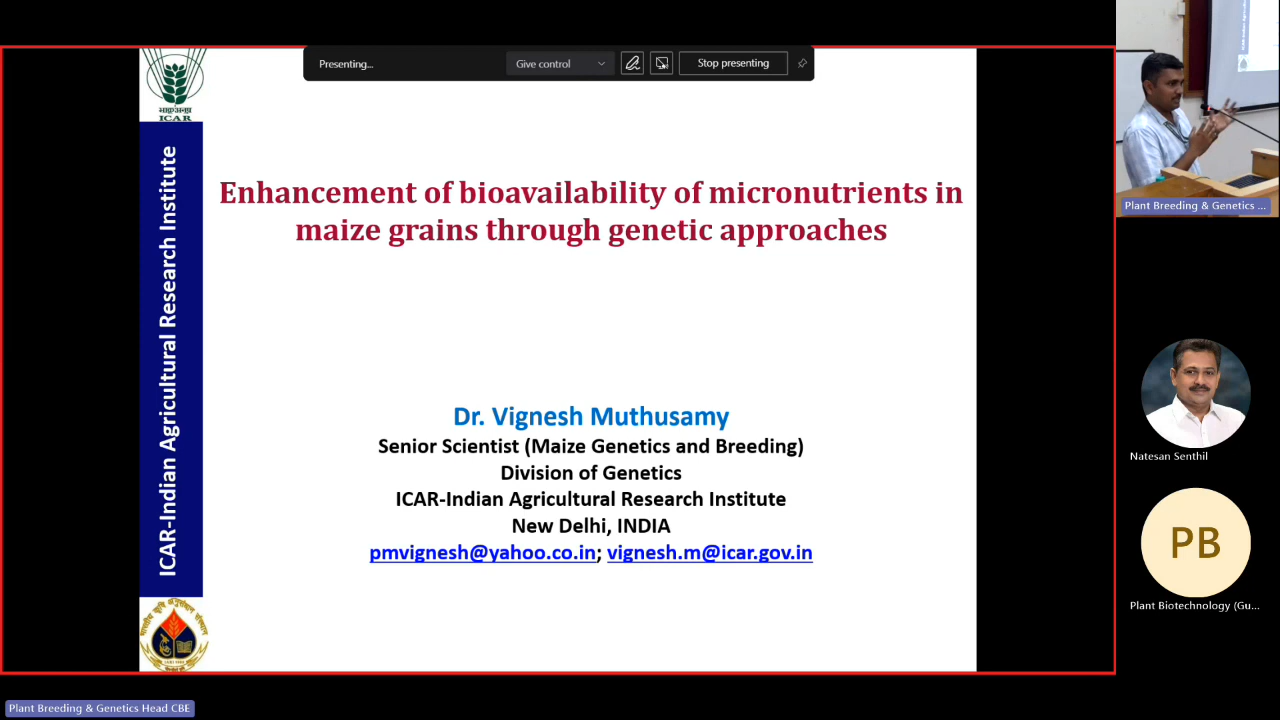 Presenting...
Give control
Stop presenting
भाकृअनुप
ICAR
ICAR-Indian Agricultural Research Institute
Enhancement of bioavailability of micronutrients in
maize grains through genetic approaches
Dr. Vignesh Muthusamy
Senior Scientist (Maize Genetics and Breeding)
Division of Genetics
ICAR-Indian Agricultural Research Institute
New Delhi, INDIA
pmvignesh@yahoo.co.in; vignesh.m@icar.gov.in
Plant Breeding & Genetics ...
Natesan Senthil
PB
Plant Biotechnology (Gu...
Plant Breeding & Genetics Head CBE